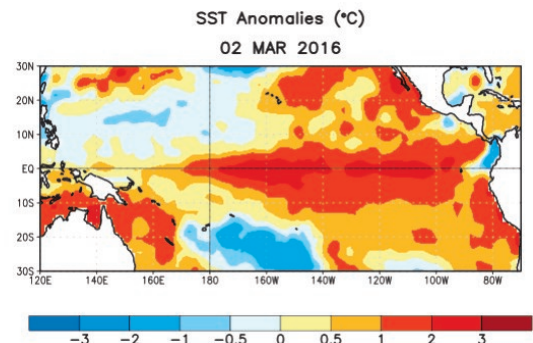 SST Anomalies (°C)
02 MAR 2016
30N
20N
10N
EQ
10S
20S
30S
120E 140E 160E 180 160W 140W 120W 100W 80W
-3 -2 -1 -0.5 0 0.5 1 2 3